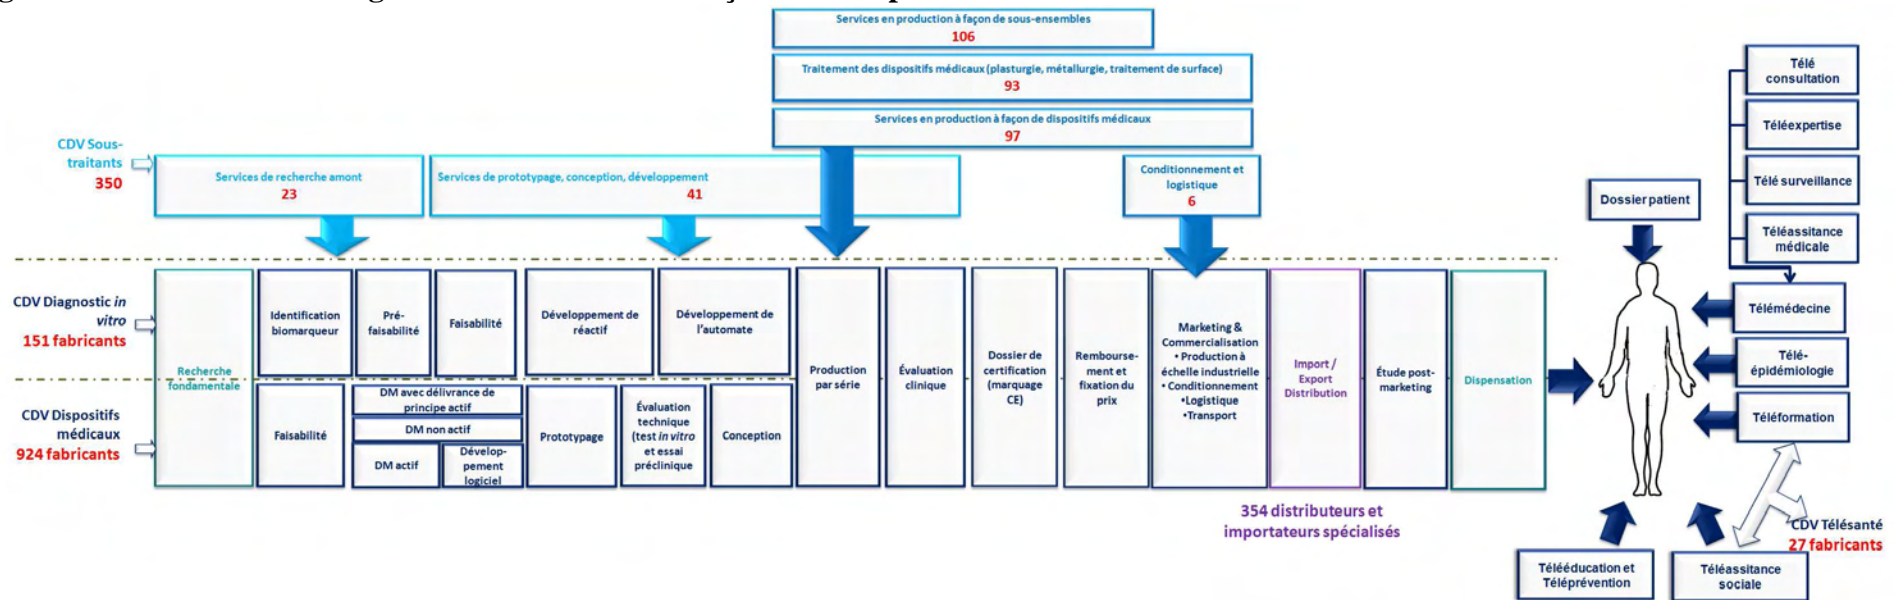 Services en production à façon de sous-ensembles
106
Traitement des dispositifs médicaux (plasturgie, métallurgie, traitement de surface)
93
Services en production à façon de dispositifs médicaux
97
CDV Sous-
traitants
350
Services de recherche amont
23
Services de prototypage, conception, développement
41
Conditionnement et
logistique
6
CDV Diagnostic in
vitro
151 fabricants
CDV Dispositifs
médicaux
924 fabricants
Recherche
fondamentale
Identification
biomarqueur
Pré-
faisabilité
Faisabilité
Développement de
réactif
Développement de
l'automate
Faisabilité
DM avec délivrance de
principe actif
DM non actif
DM actif
Dévelop-
pement
logiciel
Prototypage
Évaluation
technique
(test in vitro
et essai
préclinique
Conception
Production
par série
Évaluation
clinique
Dossier de
certification
(marquage
CE)
Rembourse-
ment et
fixation du
prix
Marketing &
Commercialisation
• Production à
échelle industrielle
• Conditionnement
•Logistique
•Transport
Import /
Export
Distribution
Étude post-
marketing
Dispensation
354 distributeurs et
importateurs spécialisés
Dossier patient
Télé
consultation
Téléexpertise
Télé surveillance
Téléassitance
médicale
Télémédecine
Télé-
épidémiologie
Téléformation
CDV Télésanté
27 fabricants
Télééducation et
Téléprévention
Téléassitance
sociale